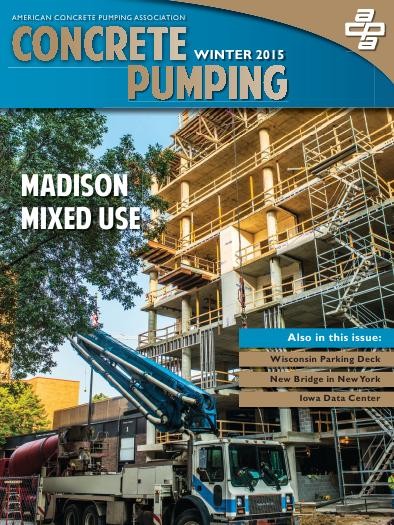 AMERICAN CONCRETE PUMPING ASSOCIATION
CONCRETE
WINTER 2015
PUMPING
acpa
MADISON
MIXED USE
Also in this issue:
Wisconsin Parking Deck
New Bridge in New York
Iowa Data Center